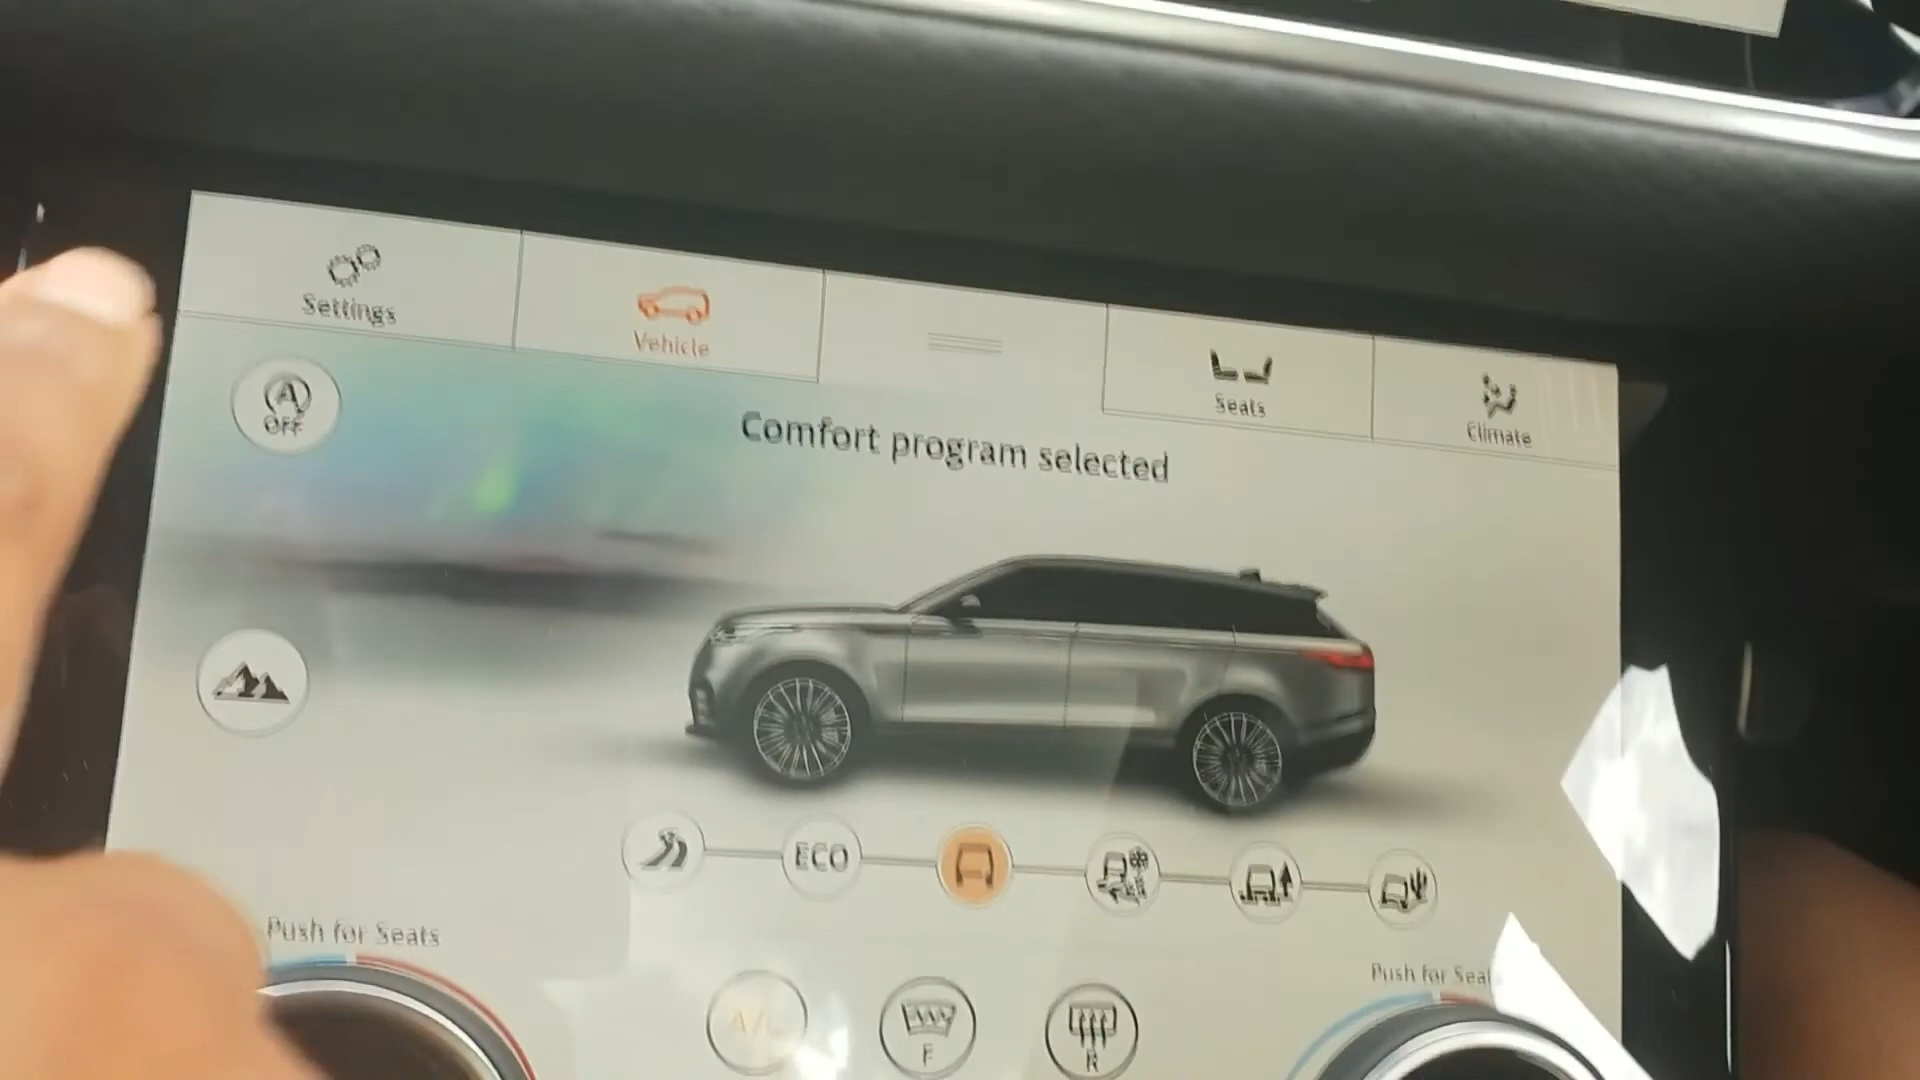 Settings
Vehicle
Seats
Climate
A
OFF
Comfort program selected
ECO
Push for Seats
Push for Seat
A/C
F
R